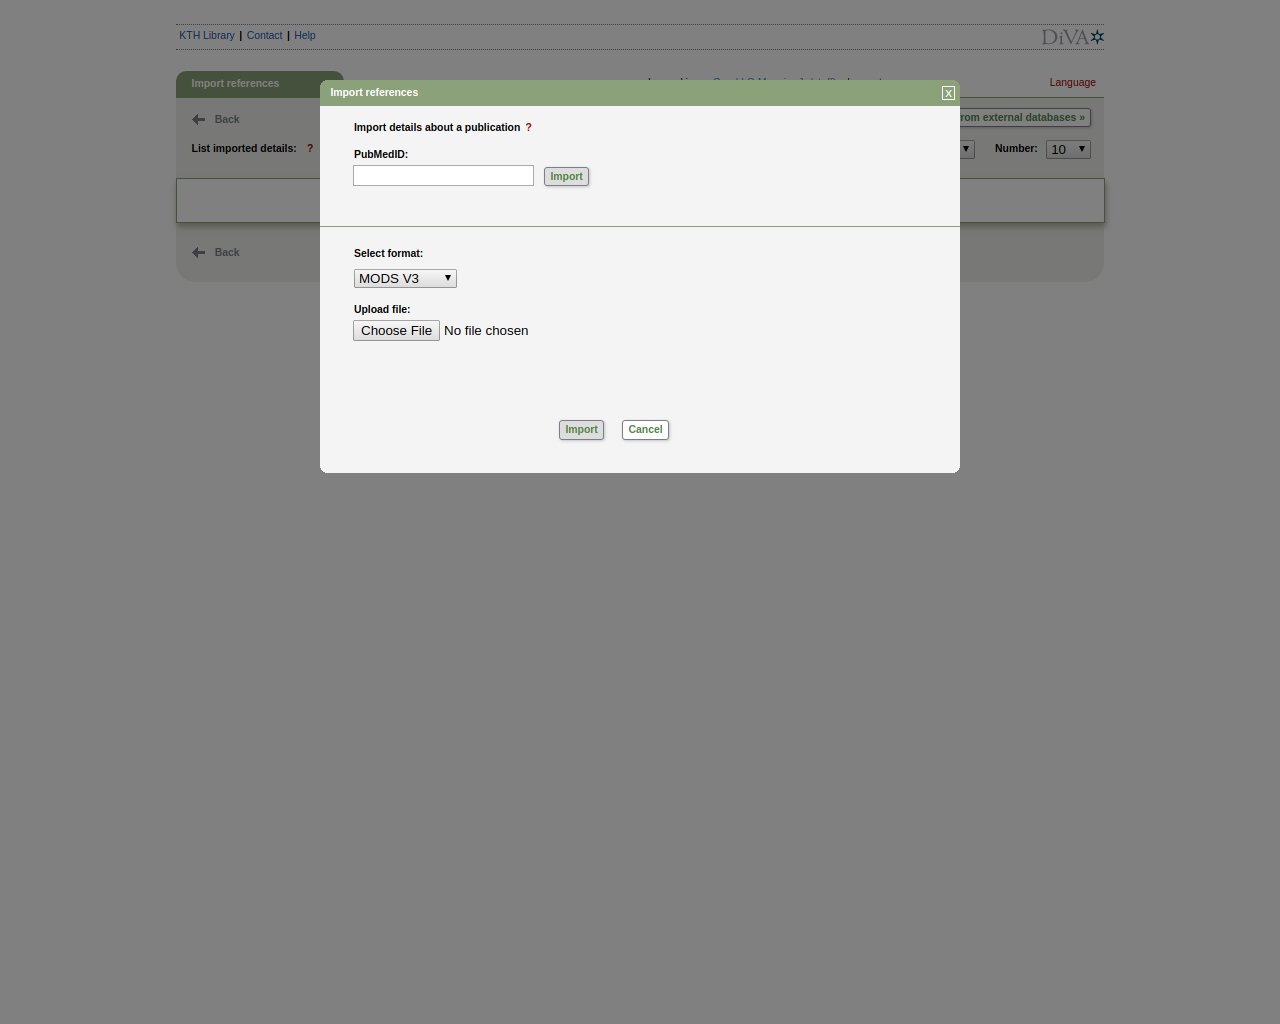 KTH Library | Contact | Help
DiVA
Import references
Language
Import references
x
Back
from external databases »
Import details about a publication ?
List imported details: ?
Number: 10
PubMedID:
Import
Back
Select format:
MODS V3
Upload file:
Choose File No file chosen
Import Cancel